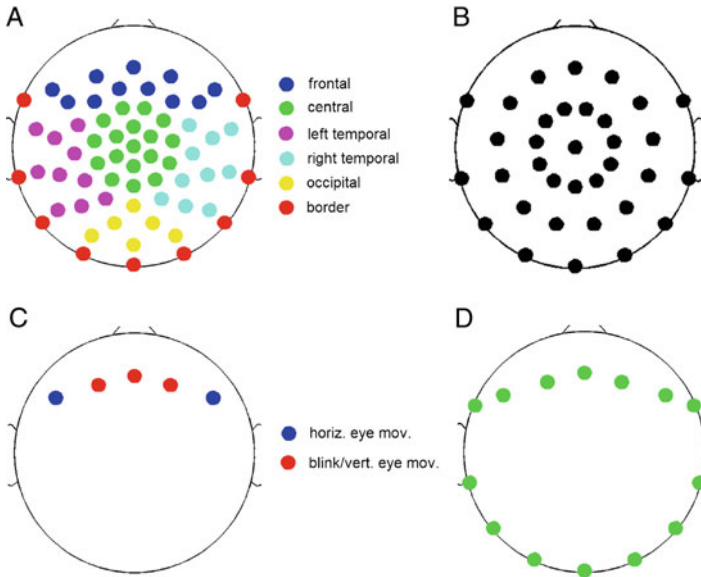 A
B
frontal
central
left temporal
right temporal
occipital
border
C
D
horiz. eye mov.
blink/vert. eye mov.